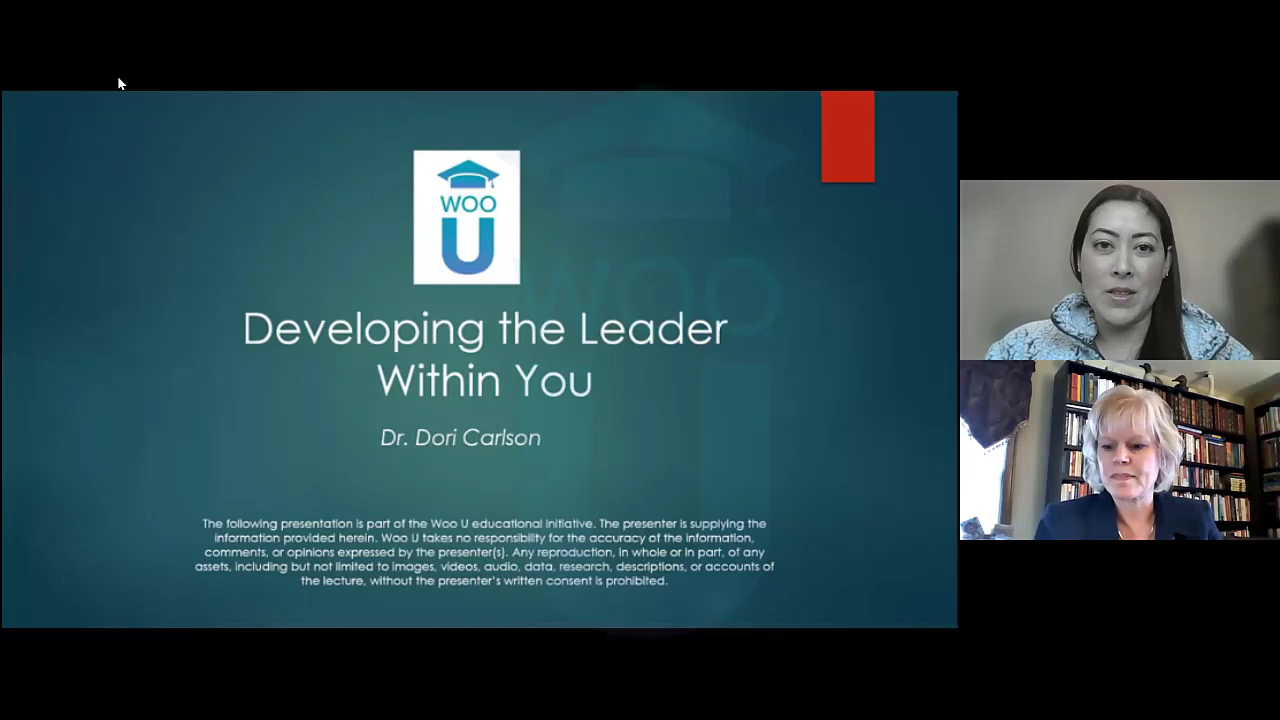 WOO
U
Developing the Leader
Within You
Dr. Dori Carlson
The following presentation is part of the Woo U educational initiative. The presenter is supplying the
information provided herein. Woo U takes no responsibility for the accuracy of the information,
comments, or opinions expressed by the presenter(s). Any reproduction, in whole or in part, of any
assets, including but not limited to images, videos, audio, data, research, descriptions, or accounts of
the lecture, without the presenter's written consent is prohibited.
WOO
U